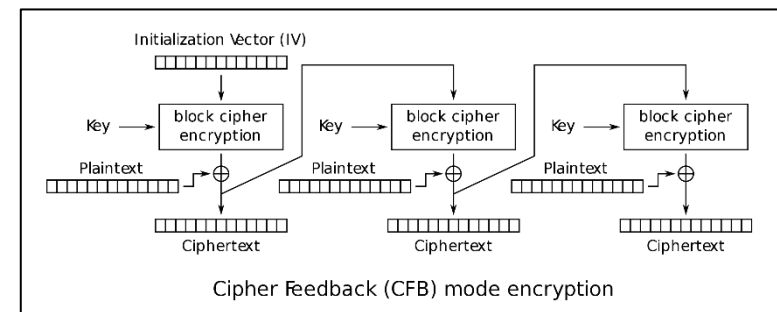 Initialization Vector (IV)
Key
block cipher
encryption
Key
block cipher
encryption
Key
block cipher
encryption
Plaintext
Plaintext
Plaintext
Ciphertext
Ciphertext
Ciphertext
Cipher Feedback (CFB) mode encryption